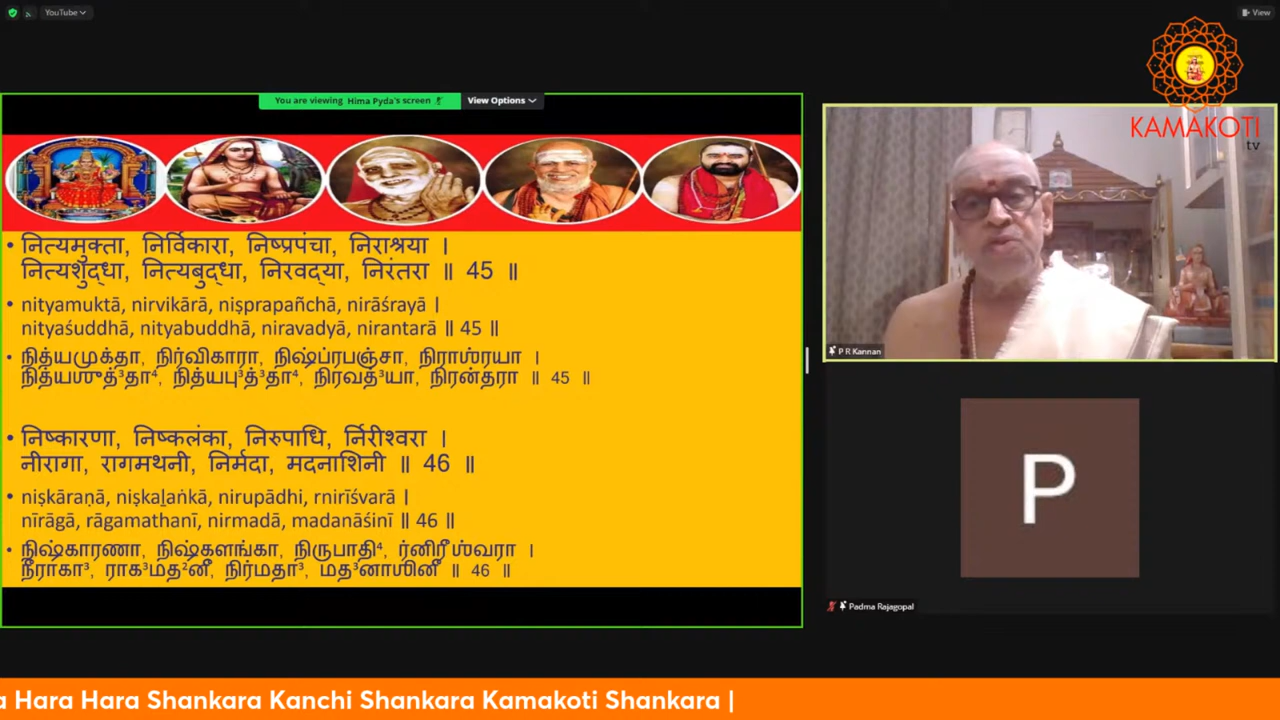 YouTube
View
You are viewing Hima Pyda's screen
View Options
KAMAKOTI
tv
• नित्यमुक्ता, निर्विकारा, निष्प्रपंचा, निराश्रया ।
नित्यशुद्धा, नित्यबुद्धा, निरवद्या, निरंतरा ॥ 45 ॥
• nityamuktā, nirvikārā, niṣprapañchā, nirāśrayā |
nityaśuddhā, nityabuddhā, niravadyā, nirantarā ॥ 45 ॥
• நித்யமுக்தா, நிர்விகாரா, நிஷ்ப்ரபஞ்சா, நிராஶ்ரயா ।
நித்யஶுத்³தா⁴, நித்யபு³த்³தா⁴, நிரவத்³யா, நிரன்தரா ॥ 45 ॥
• निष्कारणा, निष्कलंका, निरुपाधि, र्निरीश्वरा ।
नीरागा, रागमथनी, निर्मदा, मदनाशिनी ॥ 46 ॥
• niṣkāraṇā, niṣkaḻaṅkā, nirupādhi, rnirīśvarā |
nīrāgā, rāgamathanī, nirmadā, madanāśinī ॥ 46 ॥
• நிஷ்காரணா, நிஷ்களங்கா, நிருபாதி⁴, ர்னிரீஶ்வரா ।
நீராகா³, ராக³மத²னீ, நிர்மதா³, மத³னாஶினீ ॥ 46 ॥
P R Kannan
P
Padma Rajagopal
a Hara Hara Shankara Kanchi Shankara Kamakoti Shankara |